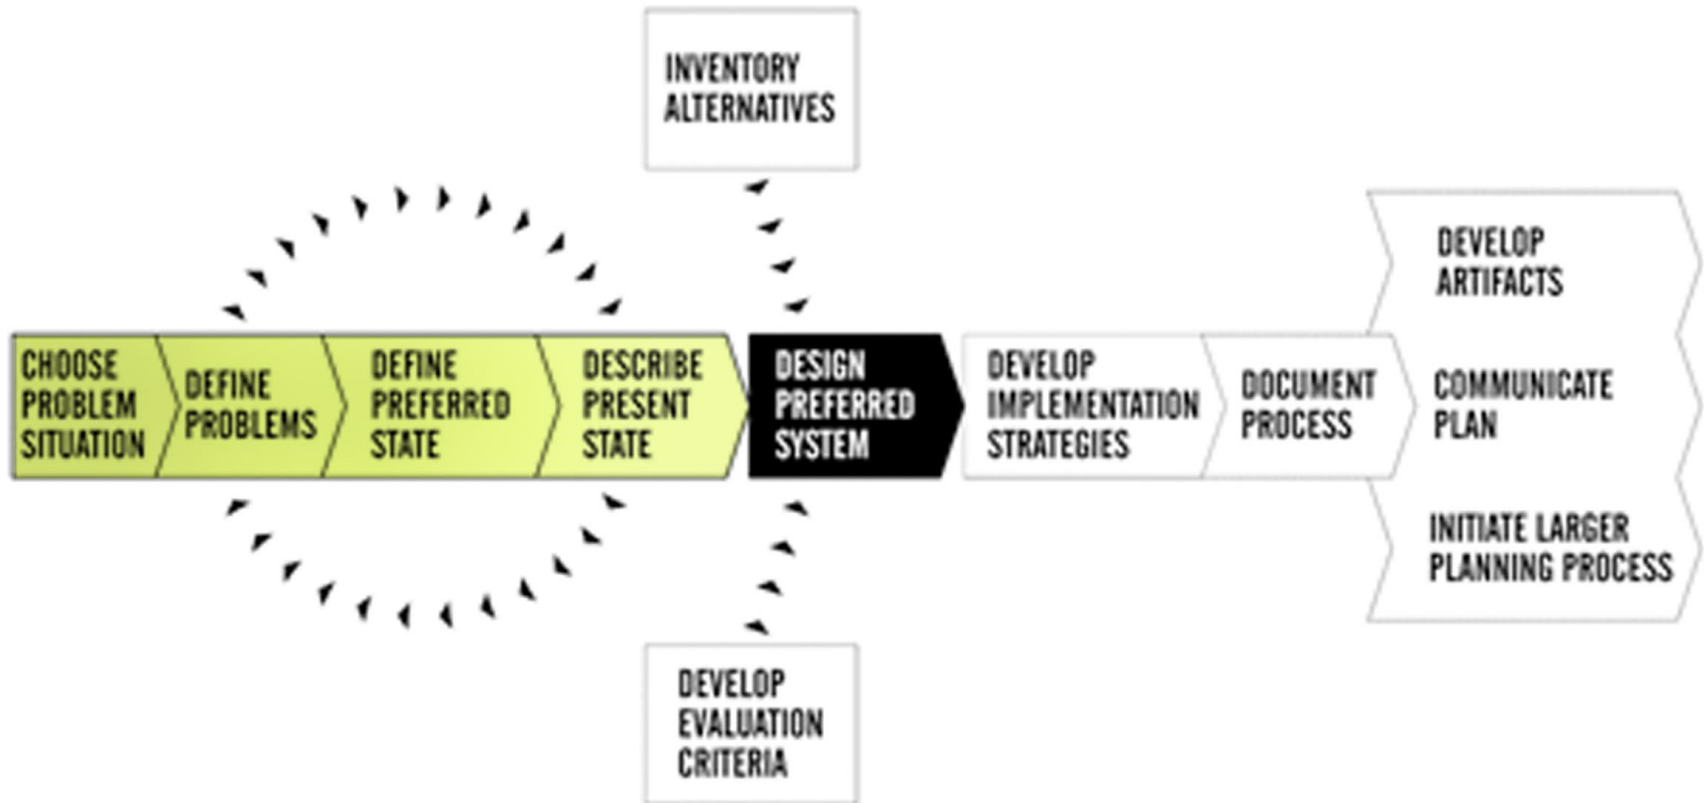 INVENTORY
ALTERNATIVES
CHOOSE
PROBLEM
SITUATION
DEFINE
PROBLEMS
DEFINE
PREFERRED
STATE
DESCRIBE
PRESENT
STATE
DESIGN
PREFERRED
SYSTEM
DEVELOP
IMPLEMENTATION
STRATEGIES
DOCUMENT
PROCESS
DEVELOP
ARTIFACTS
COMMUNICATE
PLAN
INITIATE LARGER
PLANNING PROCESS
DEVELOP
EVALUATION
CRITERIA